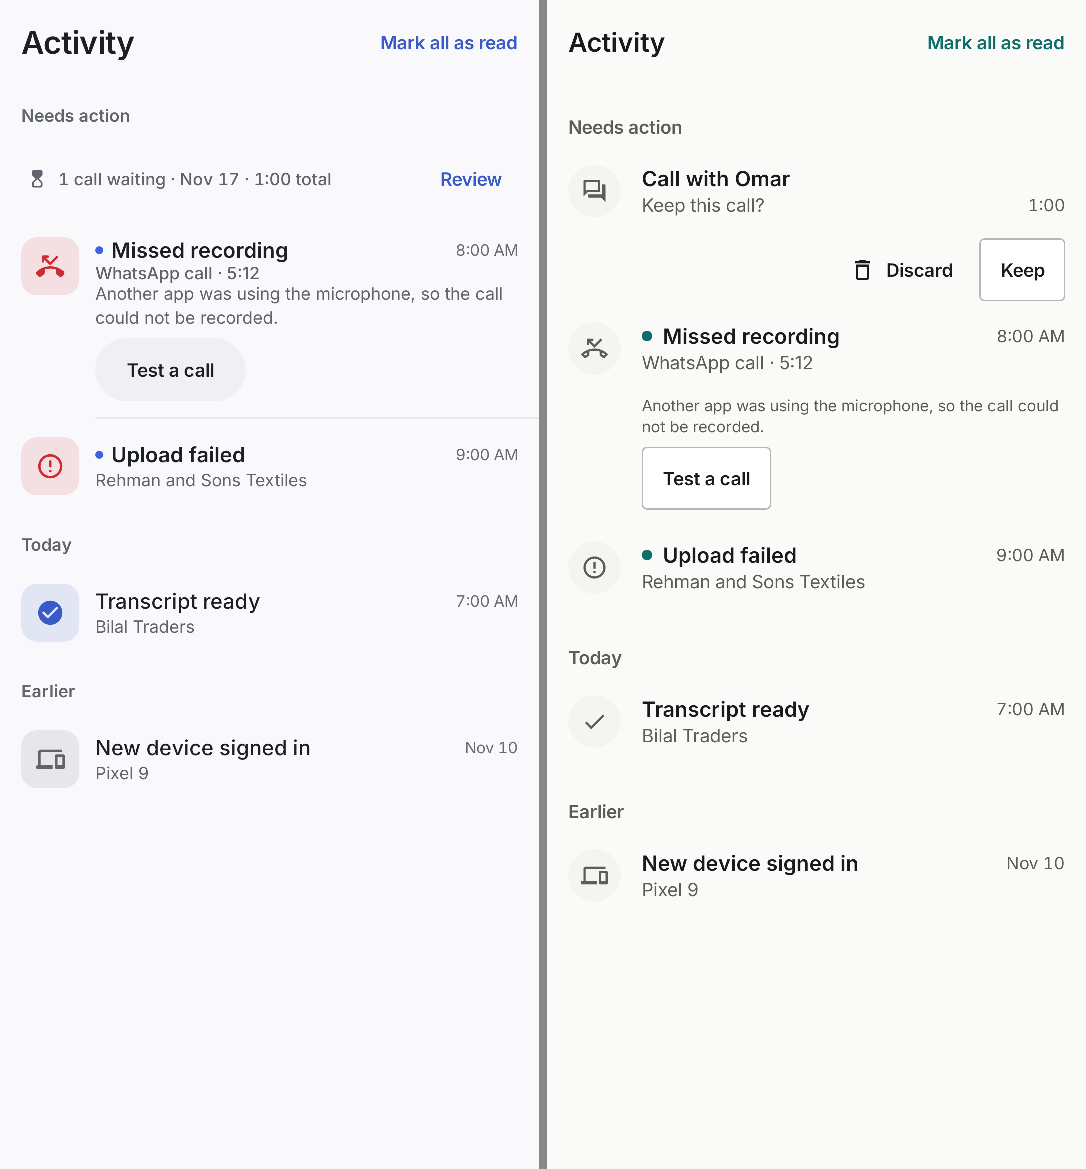 Activity
Mark all as read
Needs action
1 call waiting · Nov 17 · 1:00 total
Review
Missed recording
8:00 AM
WhatsApp call · 5:12
Another app was using the microphone, so the call
could not be recorded.
Test a call
Upload failed
9:00 AM
Rehman and Sons Textiles
Today
Transcript ready
7:00 AM
Bilal Traders
Earlier
New device signed in
Nov 10
Pixel 9
Activity
Mark all as read
Needs action
Call with Omar
Keep this call?
1:00
Discard
Keep
Missed recording
8:00 AM
WhatsApp call · 5:12
Another app was using the microphone, so the call could
not be recorded.
Test a call
Upload failed
9:00 AM
Rehman and Sons Textiles
Today
Transcript ready
7:00 AM
Bilal Traders
Earlier
New device signed in
Nov 10
Pixel 9